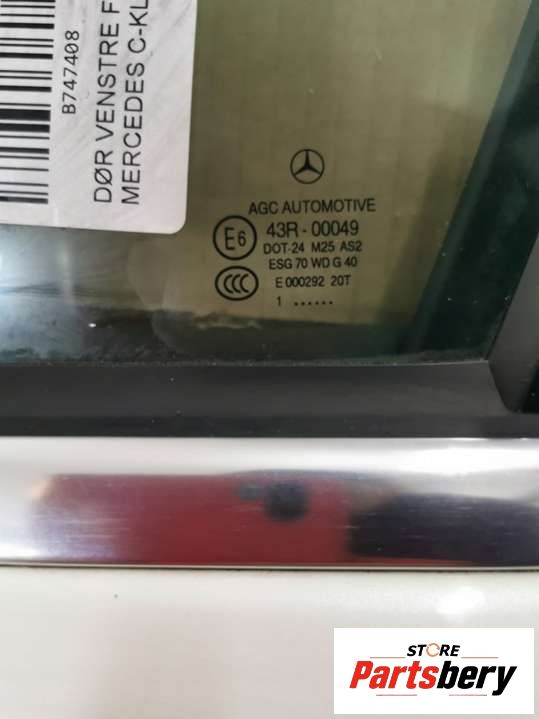 B747408
DØR VENSTRE F
MERCEDES C-KL
AGC AUTOMOTIVE
E6 43R - 00049
DOT-24 M25 AS2
ESG 70 WD G 40
CCC E 000292 20T
1 ......
STORE
Partsbery